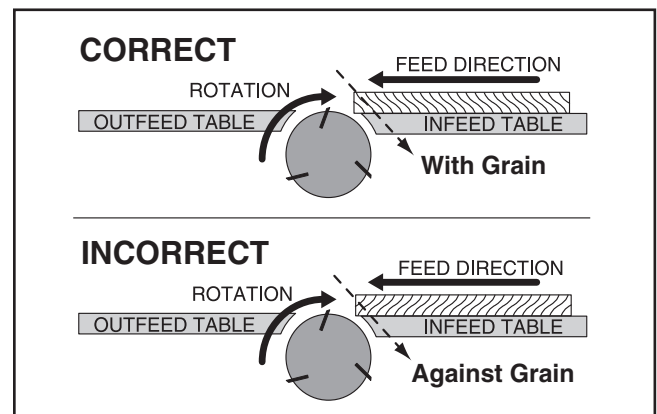 CORRECT
FEED DIRECTION
ROTATION
OUTFEED TABLE
INFEED TABLE
With Grain
INCORRECT
FEED DIRECTION
ROTATION
OUTFEED TABLE
INFEED TABLE
Against Grain